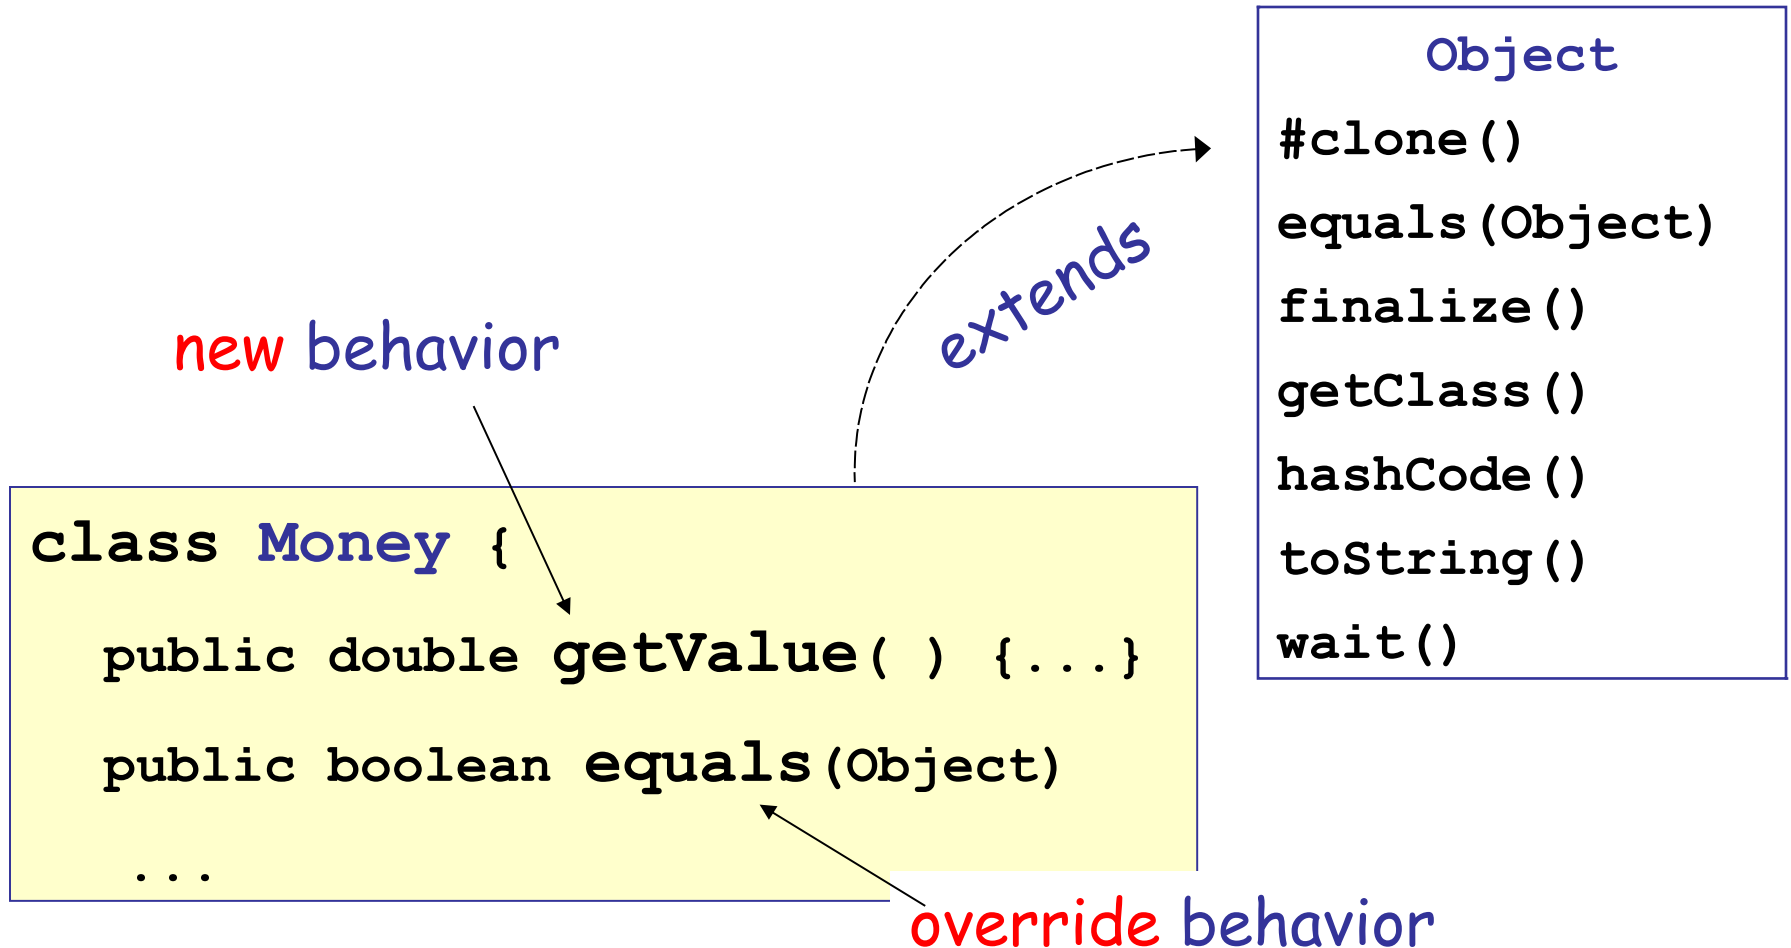 Object
#clone()
equals(Object)
finalize()
getClass()
hashCode()
toString()
wait()
extends
new behavior
class Money {
public double getValue( ) {...}
public boolean equals(Object)
...
override behavior